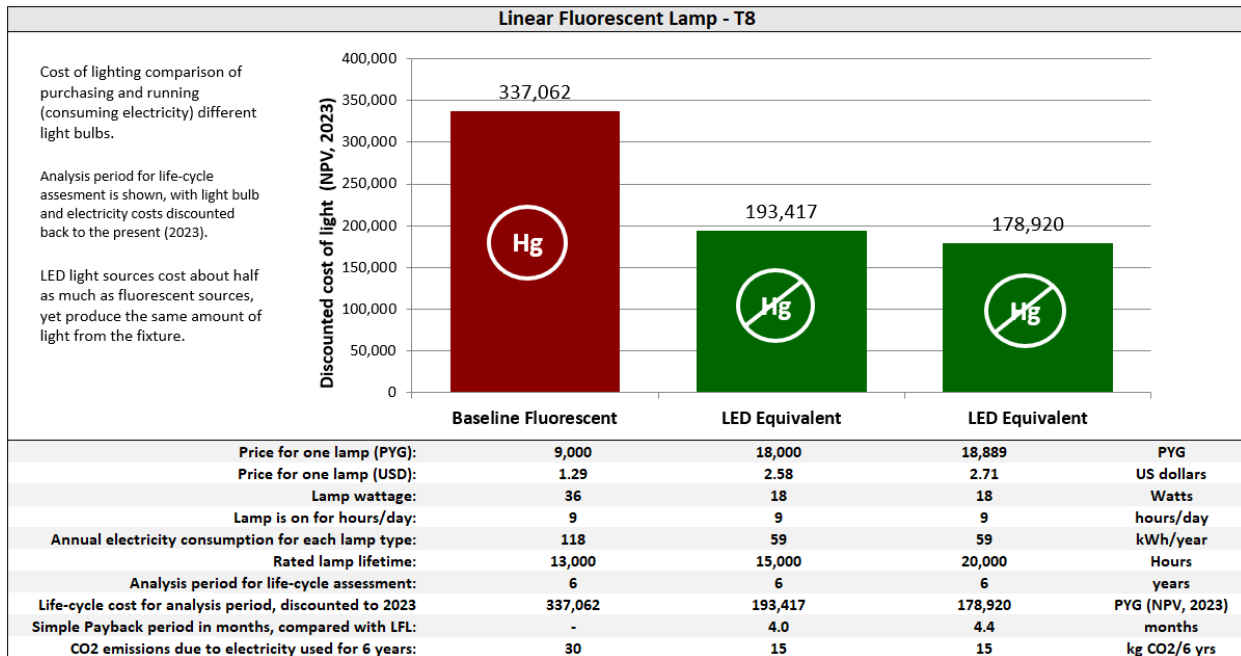 Linear Fluorescent Lamp - T8
Cost of lighting comparison of
purchasing and running
(consuming electricity) different
light bulbs.
Analysis period for life-cycle
assesment is shown, with light bulb
and electricity costs discounted
back to the present (2023).
LED light sources cost about half
as much as fluorescent sources,
yet produce the same amount of
light from the fixture.
Discounted cost of light (NPV, 2023)
400,000
350,000
300,000
250,000
200,000
150,000
100,000
50,000
0
337,062
193,417
178,920
Hg
Hg
Hg
Baseline Fluorescent LED Equivalent LED Equivalent
Price for one lamp (PYG): 9,000 18,000 18,889 PYG
Price for one lamp (USD): 1.29 2.58 2.71 US dollars
Lamp wattage: 36 18 18 Watts
Lamp is on for hours/day: 9 9 9 hours/day
Annual electricity consumption for each lamp type: 118 59 59 kWh/year
Rated lamp lifetime: 13,000 15,000 20,000 Hours
Analysis period for life-cycle assessment: 6 6 6 years
Life-cycle cost for analysis period, discounted to 2023 337,062 193,417 178,920 PYG (NPV, 2023)
Simple Payback period in months, compared with LFL: - 4.0 4.4 months
CO2 emissions due to electricity used for 6 years: 30 15 15 kg CO2/6 yrs